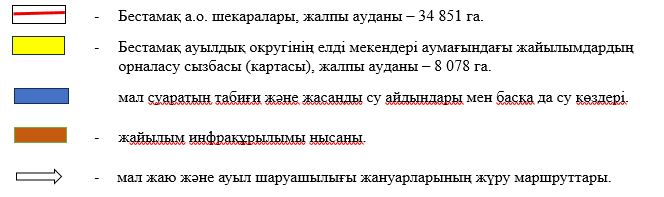 - Бестамақ а.о. шекаралары, жалпы ауданы – 34 851 га.
- Бестамақ ауылдық округінің елді мекендері аумағындағы жайылымдардың
орналасу сызбасы (картасы), жалпы ауданы – 8 078 га.
мал суаратын табиғи және жасанды су айдындары мен басқа да су көздері.
- жайылым инфрақұрылымы нысаны.
- мал жаю және ауыл шаруашылығы жануарларының жүру маршруттары.